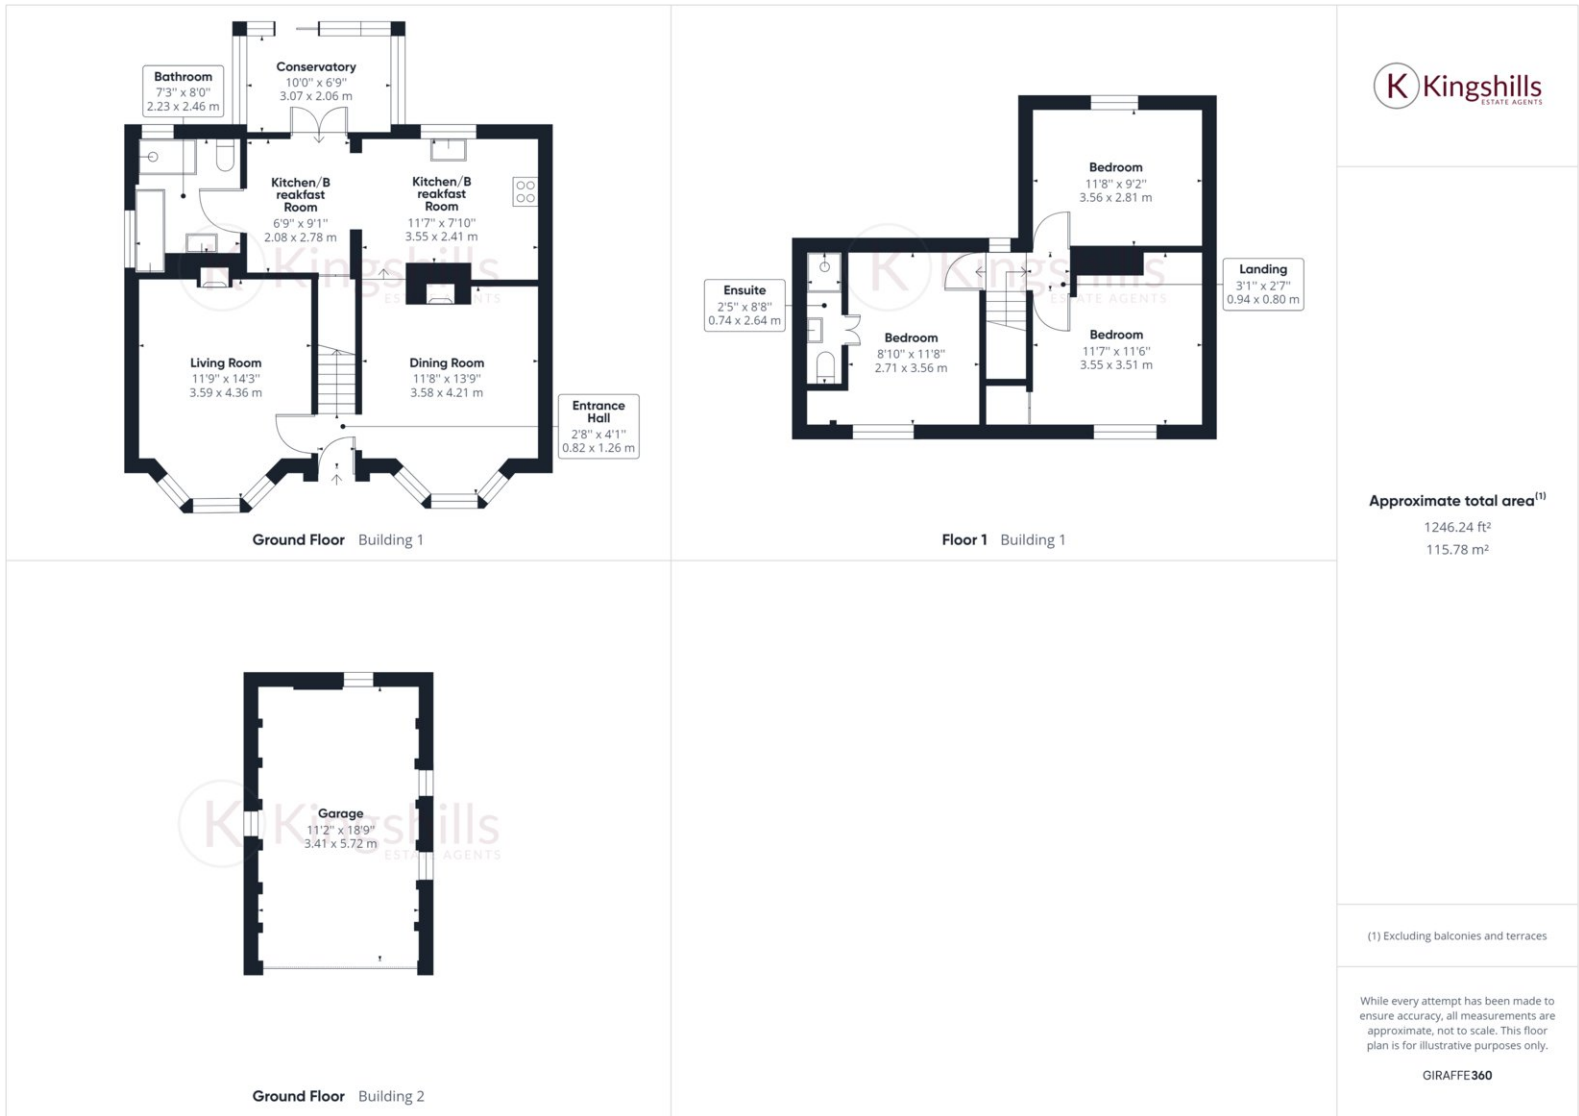 Conservatory
10'0" x 6'9"
3.07 x 2.06 m
Bathroom
7'3" x 8'0"
2.23 x 2.46 m
Kitchen/B
reakfast
Room
6'9" x 9'1"
2.08 x 2.78 m
Kitchen/B
reakfast
Room
11'7" x 7'10"
3.55 x 2.41 m
Living Room
11'9" x 14'3"
3.59 x 4.36 m
Dining Room
11'8" x 13'9"
3.58 x 4.21 m
Entrance
Hall
2'8" x 4'1"
0.82 x 1.26 m
K Kingshills
ESTATE AGENTS
Ground Floor Building 1
Bedroom
11'8" x 9'2"
3.56 x 2.81 m
Landing
3'1" x 2'7"
0.94 x 0.80 m
Ensuite
2'5" x 8'8"
0.74 x 2.64 m
Bedroom
8'10" x 11'8"
2.71 x 3.56 m
Bedroom
11'7" x 11'6"
3.55 x 3.51 m
K Kingshills
ESTATE AGENTS
Floor 1 Building 1
Garage
11'2" x 18'9"
3.41 x 5.72 m
K Kingshills
ESTATE AGENTS
Ground Floor Building 2
K Kingshills
ESTATE AGENTS
Approximate total area(1)
1246.24 ft²
115.78 m²
(1) Excluding balconies and terraces
While every attempt has been made to
ensure accuracy, all measurements are
approximate, not to scale. This floor
plan is for illustrative purposes only.
GIRAFFE360